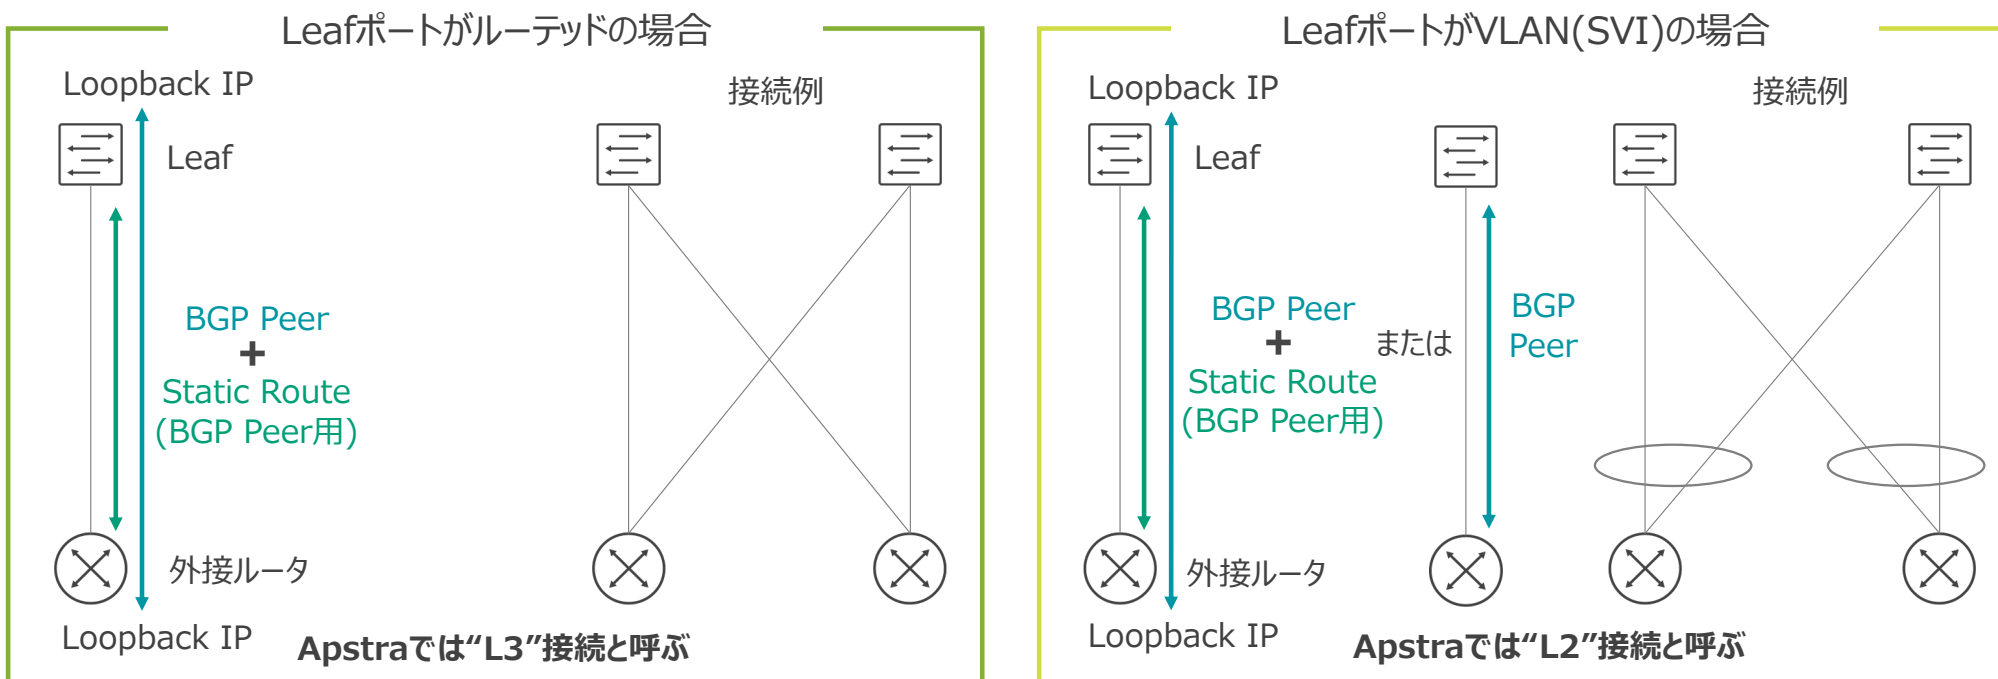 Leafポートがルーテッドの場合
Loopback IP
接続例
Leaf
BGP Peer
+
Static Route
(BGP Peer用)
外接ルータ
Loopback IP
Apstraでは“L3”接続と呼ぶ
LeafポートがVLAN(SVI)の場合
Loopback IP
接続例
Leaf
BGP Peer
+
Static Route
(BGP Peer用)
または
BGP
Peer
外接ルータ
Loopback IP
Apstraでは“L2”接続と呼ぶ